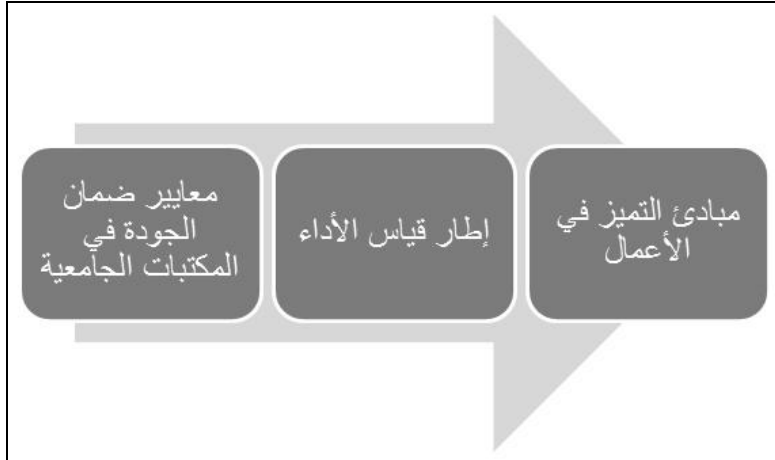 معايير ضمان
الجودة في
المكتبات الجامعية
إطار قياس الأداء
مبادئ التميز في
الأعمال